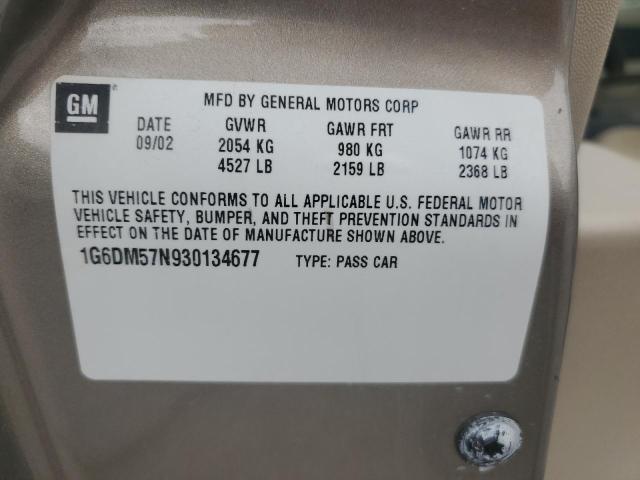 GM
MFD BY GENERAL MOTORS CORP
DATE GVWR GAWR FRT GAWR RR
09/02 2054 KG 980 KG 1074 KG
4527 LB 2159 LB 2368 LB
THIS VEHICLE CONFORMS TO ALL APPLICABLE U.S. FEDERAL MOTOR
VEHICLE SAFETY, BUMPER, AND THEFT PREVENTION STANDARDS IN
EFFECT ON THE DATE OF MANUFACTURE SHOWN ABOVE.
1G6DM57N930134677 TYPE: PASS CAR